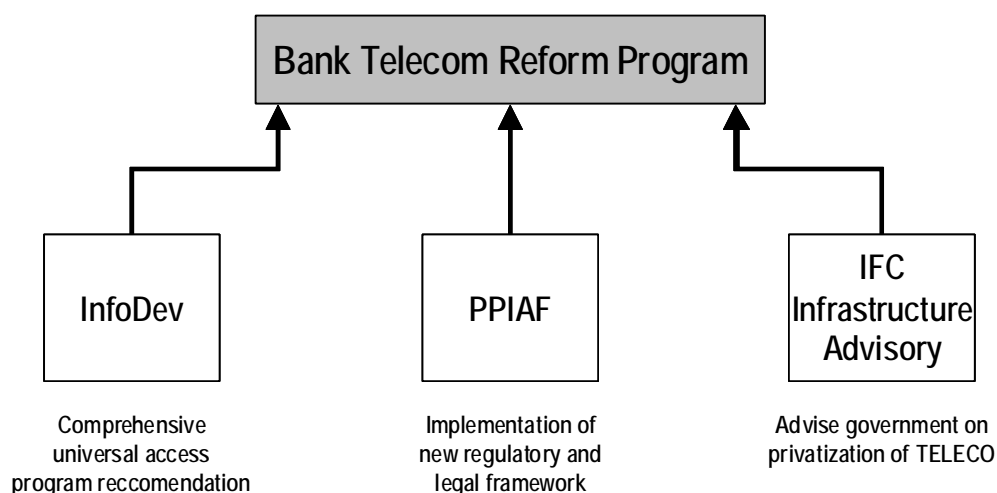 Bank Telecom Reform Program
InfoDev
PPIAF
IFC
Infrastructure
Advisory
Comprehensive
universal access
program reccomendation
Implementation of
new regulatory and
legal framework
Advise government on
privatization of TELECO